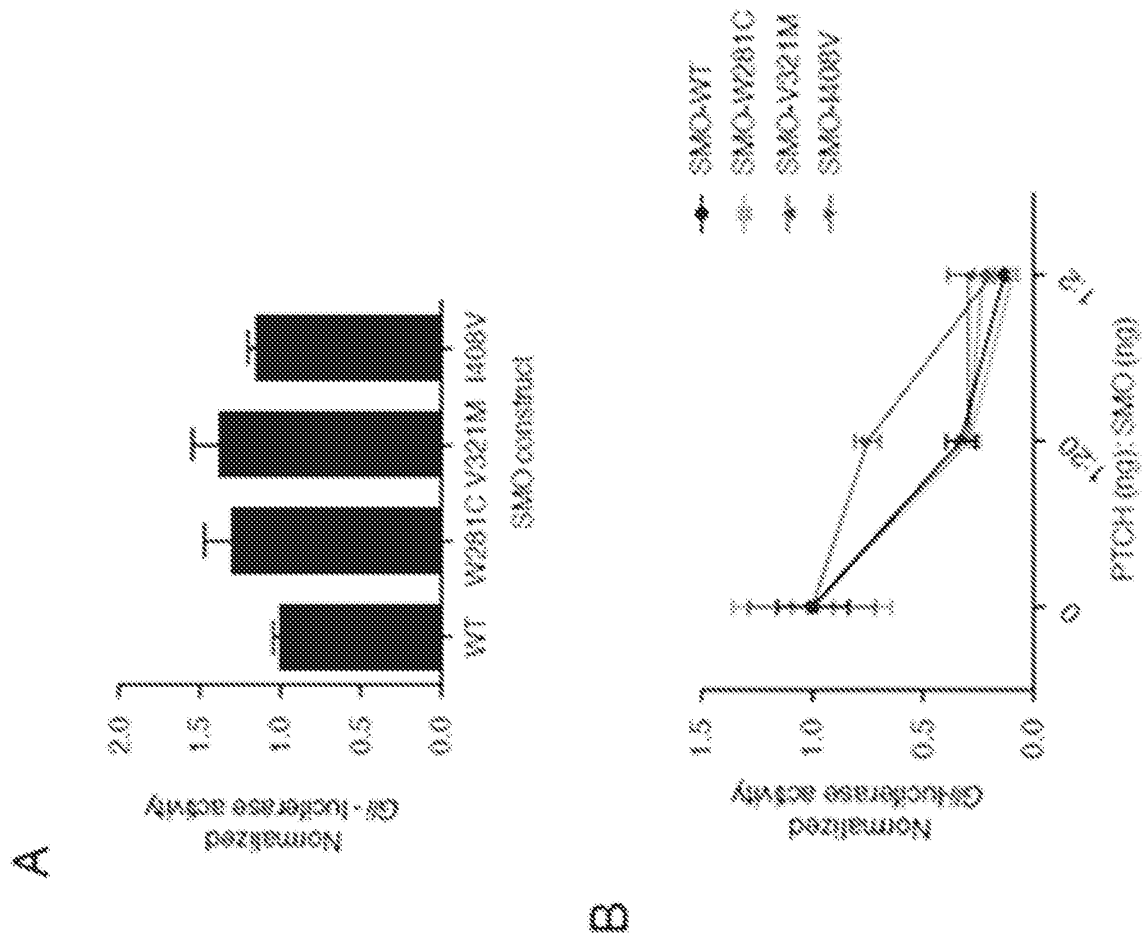 A
Normalized
Gli - luciferase activity
2.0
1.5
1.0
0.5
0.0
WT
W281C
V321M
I408V
SMO construct
B
Normalized
Gli-luciferase activity
1.5
1.0
0.5
0.0
0
1:20
1:3
PTCH (ng): SMO (ng)
SMO-WT
SMO-W281C
SMO-V321M
SMO-I408V